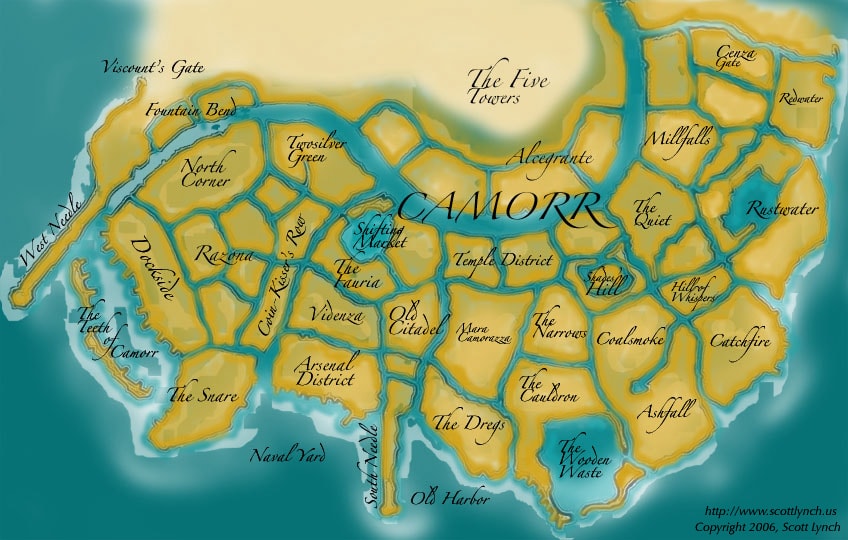 Viscount's Gate
The Five
Towers
Cenza
Gate
Redwater
Fountain Bend
Twosilver
Green
Millfalls
Alcegrante
North
Corner
CAMORR
The
Quiet
Rustwater
West Needle
Shifting
Market
Dockside
Razona
Coin-Kisser's Row
The
Fauria
Temple District
Shades'
Hill
Hill of
Whispers
The
Teeth
of
Camorr
Videnza
Old
Citadel
Mara
Camorazza
The
Narrows
Coalsmoke
Catchfire
The Snare
Arsenal
District
The
Cauldron
The Dregs
Ashfall
Naval Yard
South Needle
The
Wooden
Waste
Old Harbor
http://www.scottlynch.us
Copyright 2006, Scott Lynch